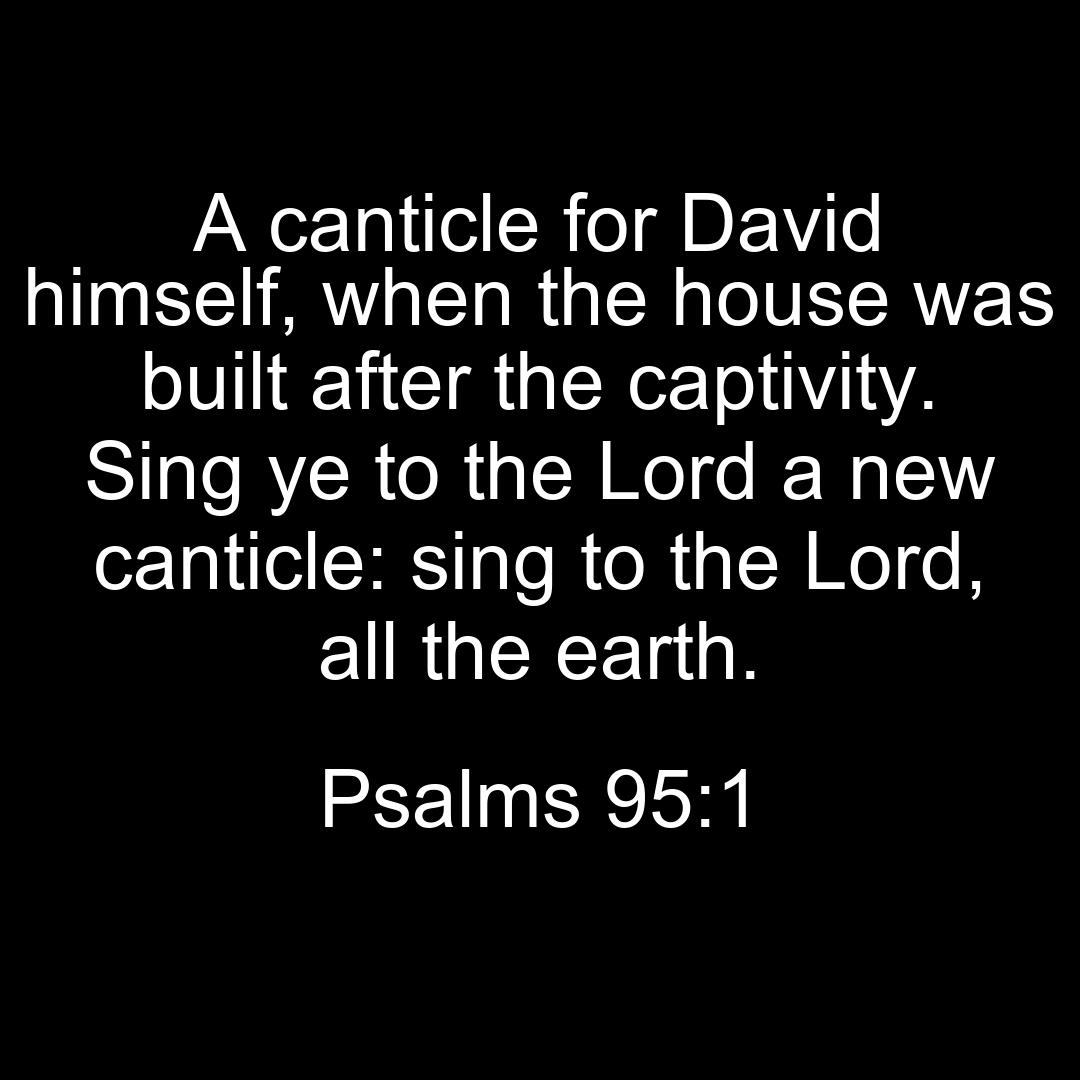 A canticle for David
himself, when the house was
built after the captivity.
Sing ye to the Lord a new
canticle: sing to the Lord,
all the earth.
Psalms 95:1